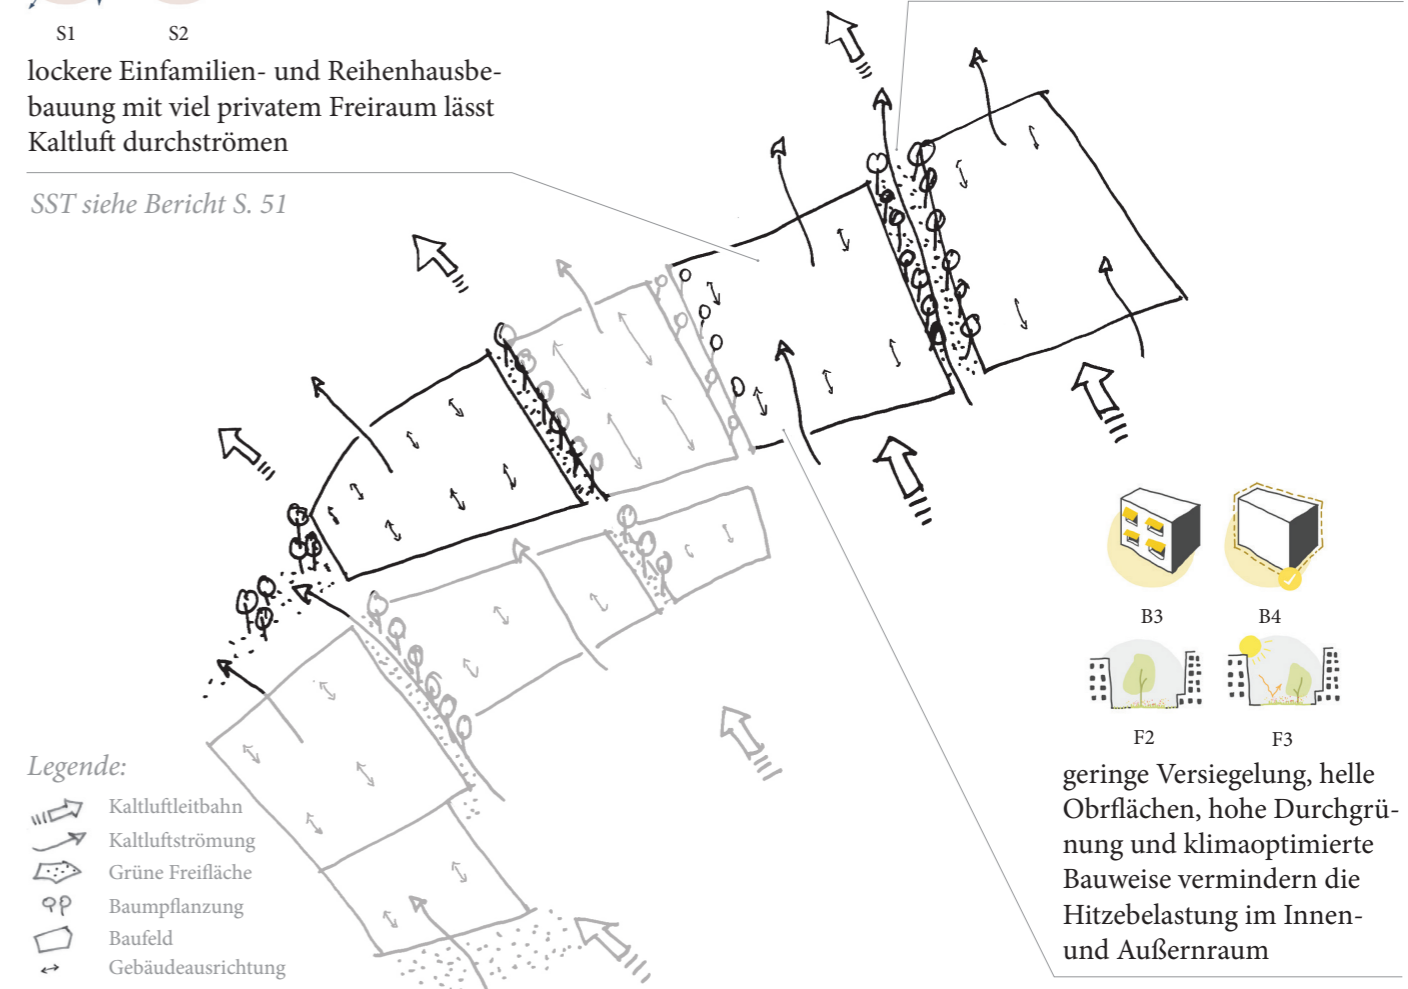 S1
S2
lockere Einfamilien- und Reihenhausbe-
bauung mit viel privatem Freiraum lässt
Kaltluft durchströmen
SST siehe Bericht S. 51
B3
B4
F2
F3
geringe Versiegelung, helle
Obrflächen, hohe Durchgrü-
nung und klimaoptimierte
Bauweise vermindern die
Hitzebelastung im Innen-
und Außernraum
Legende:
Kaltluftleitbahn
Kaltluftströmung
Grüne Freifläche
Baumpflanzung
Baufeld
Gebäudeausrichtung